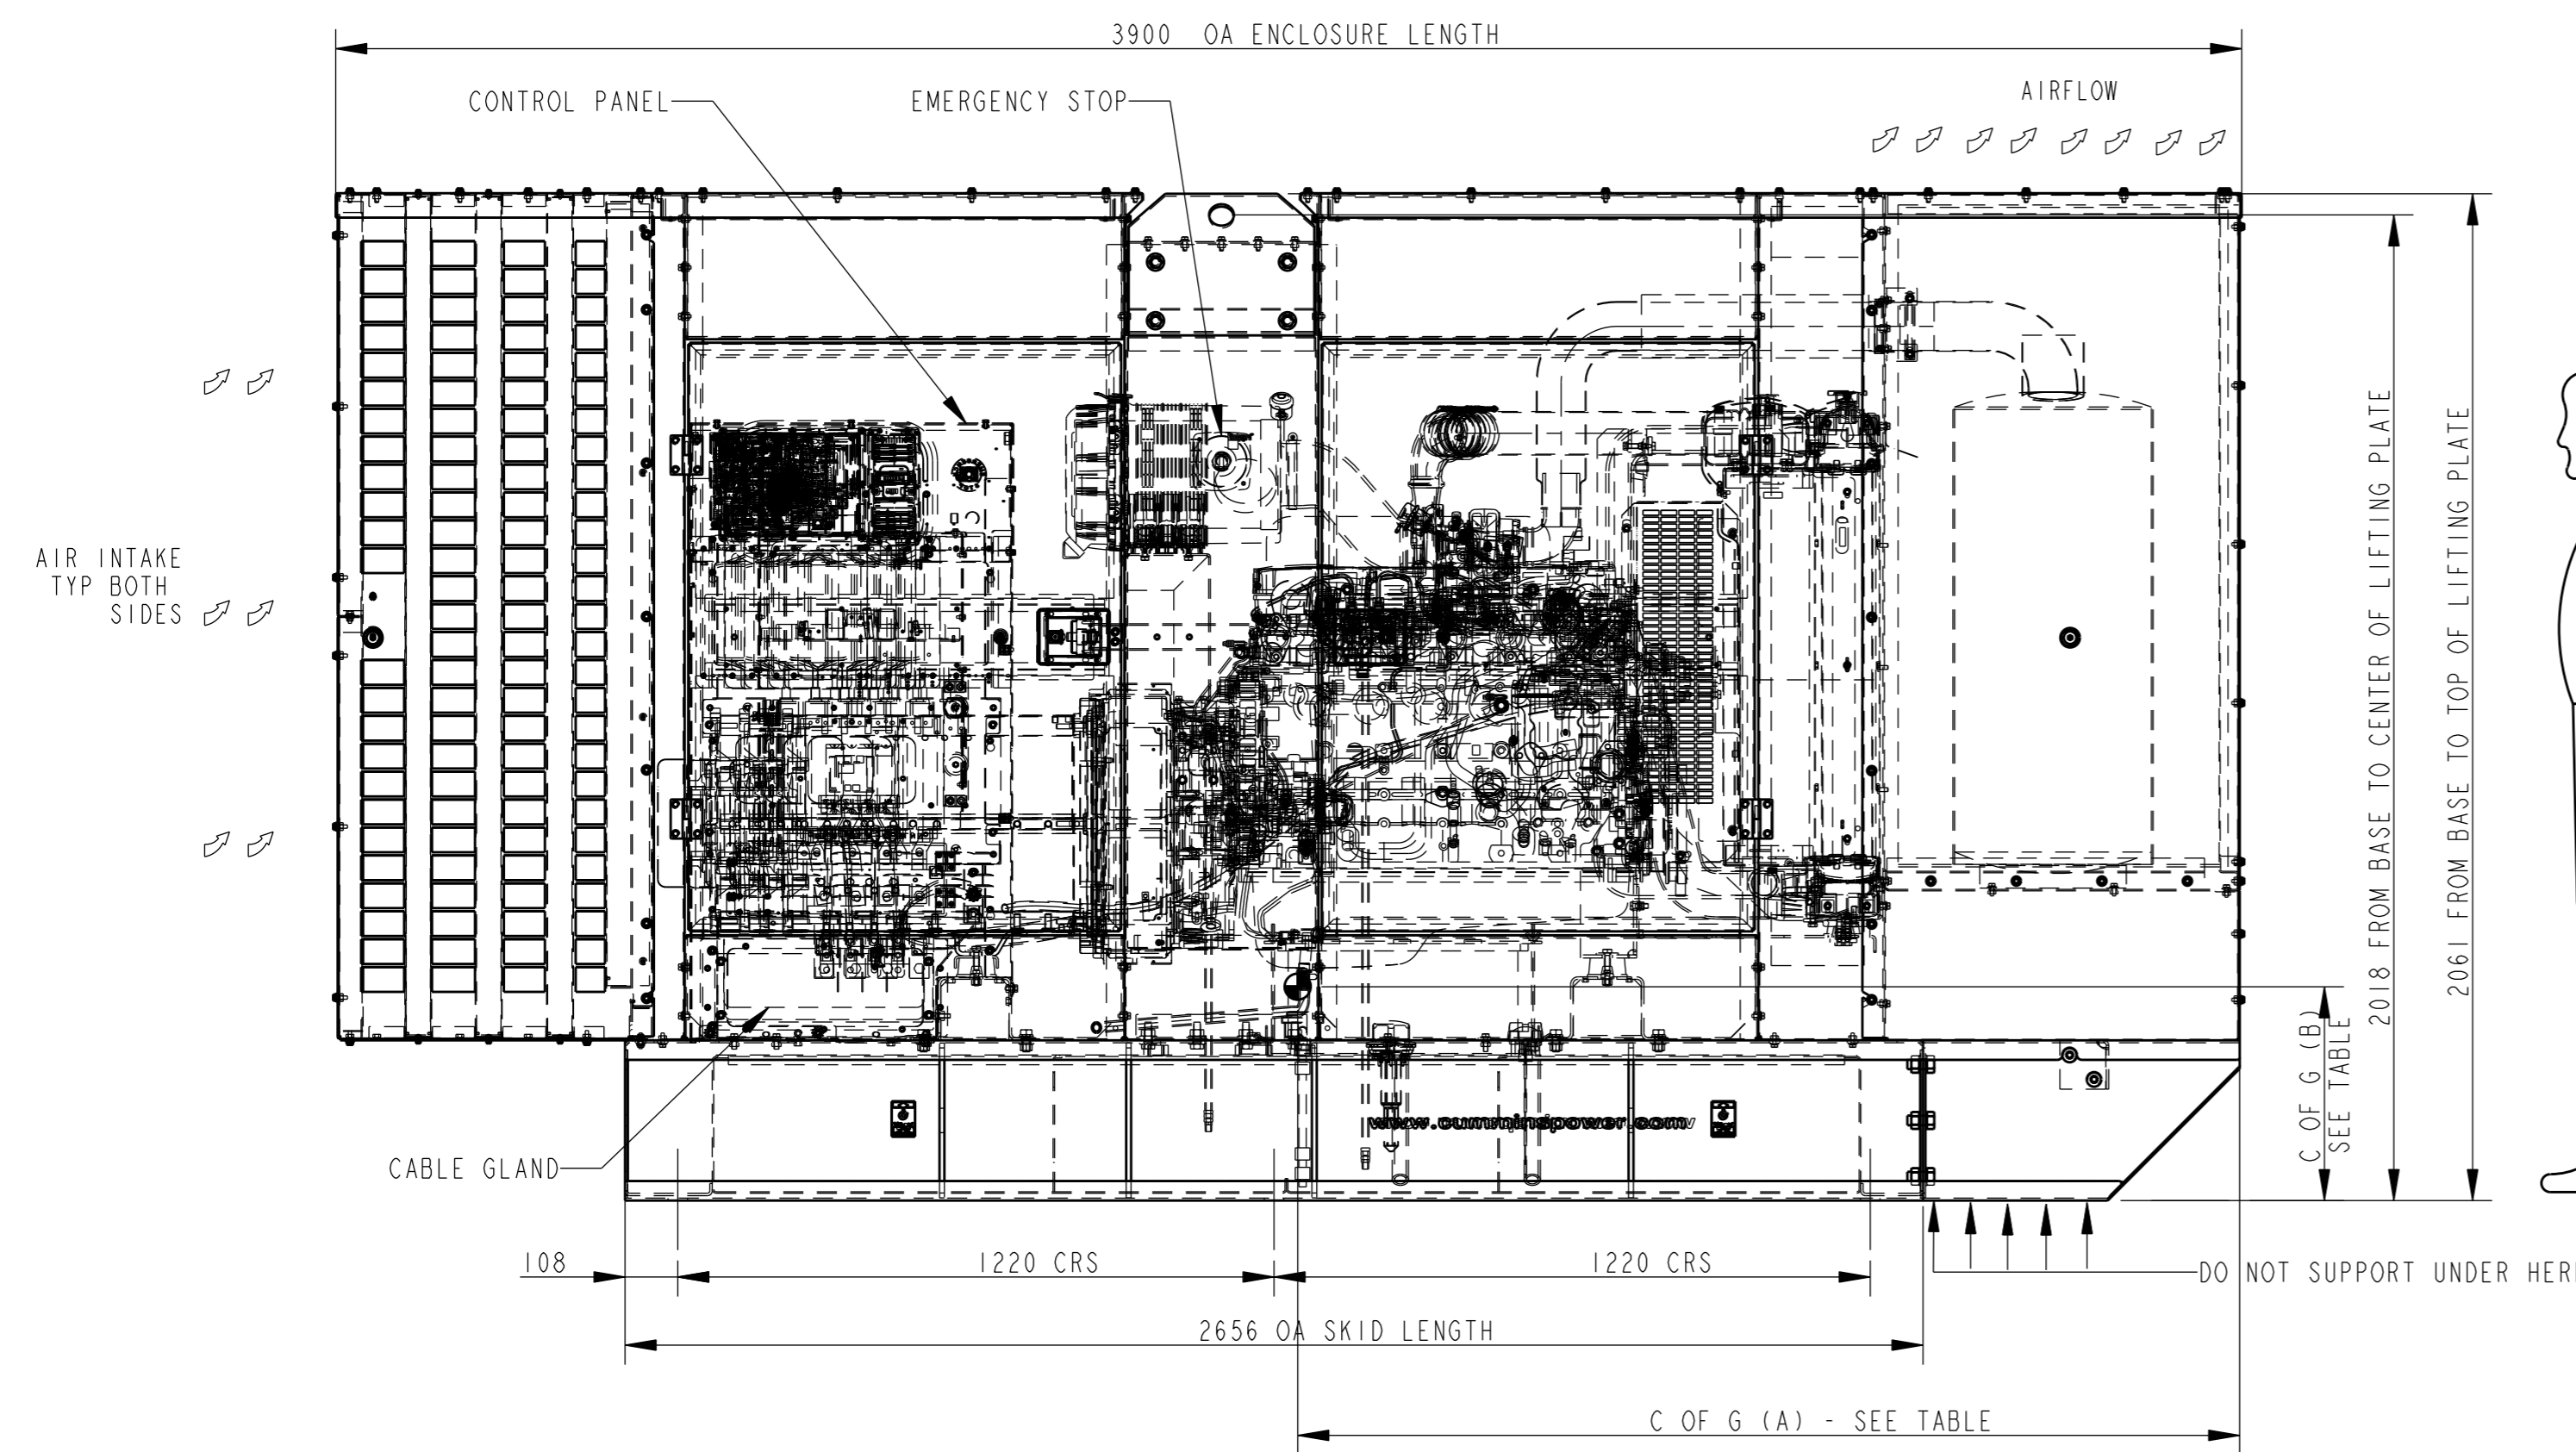 3900 OA ENCLOSURE LENGTH
CONTROL PANEL
EMERGENCY STOP
AIRFLOW
AIR INTAKE
TYP BOTH
SIDES
2018 FROM BASE TO CENTER OF LIFTING PLATE
2061 FROM BASE TO TOP OF LIFTING PLATE
C OF G (B)
SEE TABLE
www.cumminspower.com
CABLE GLAND
108
1220 CRS
1220 CRS
DO NOT SUPPORT UNDER HER
2656 OA SKID LENGTH
C OF G (A) - SEE TABLE